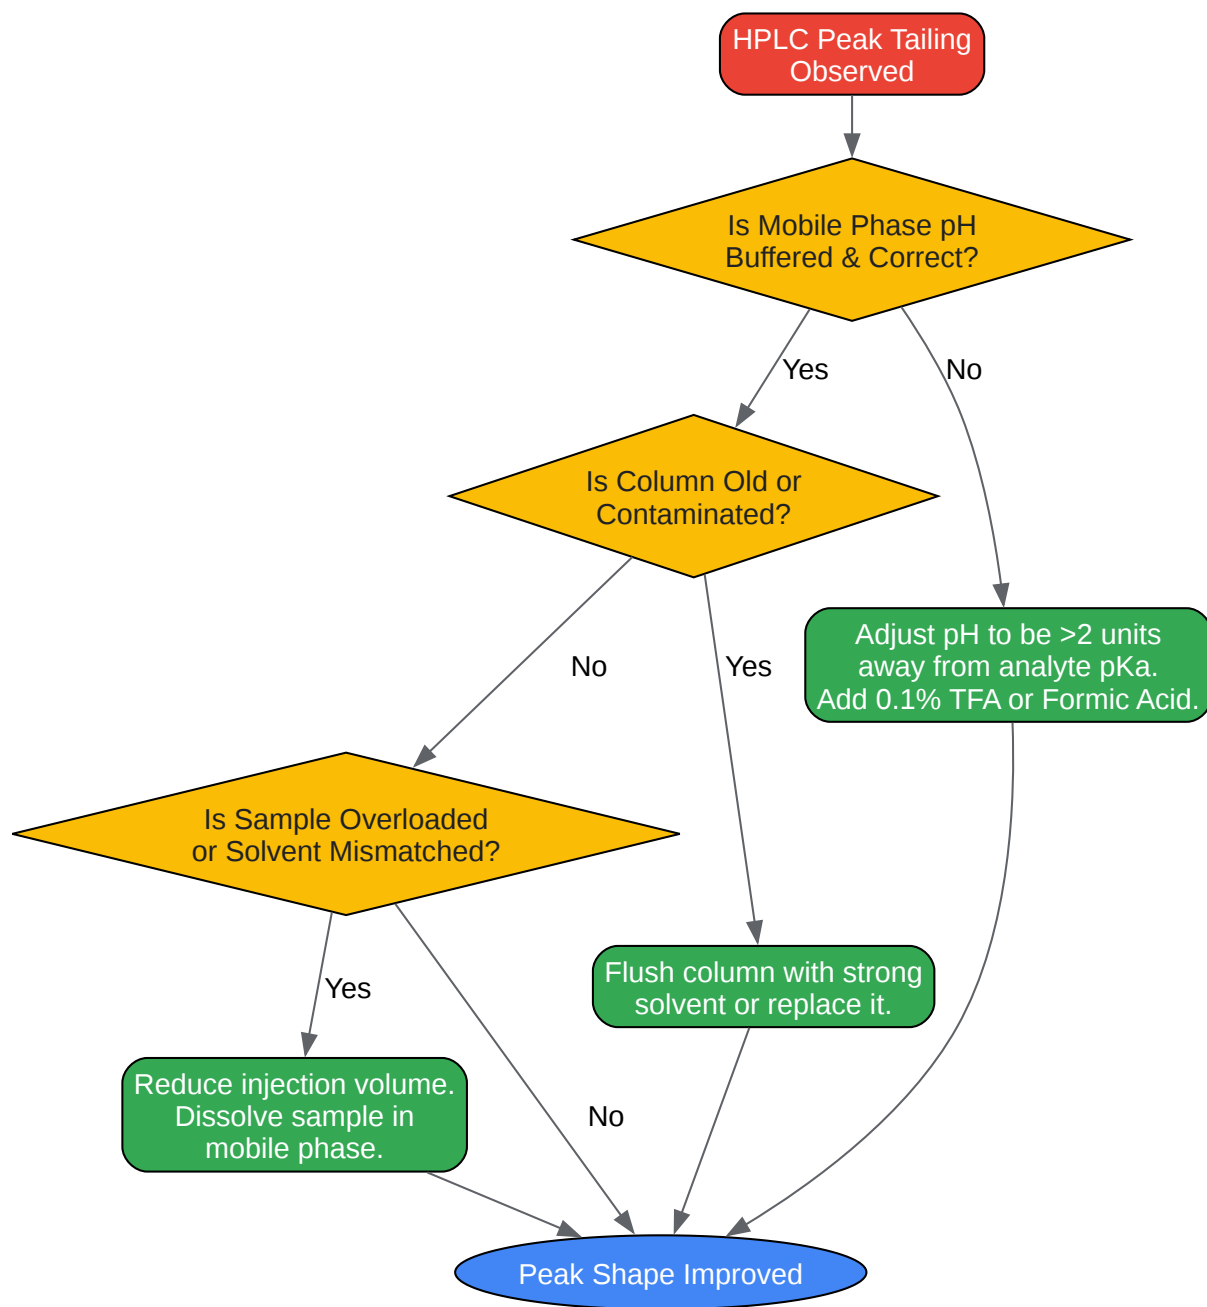 HPLC Peak Tailing
Observed
Is Mobile Phase pH
Buffered & Correct?
Yes
No
Is Column Old or
Contaminated?
No
Yes
Adjust pH to be >2 units
away from analyte pKa.
Add 0.1% TFA or Formic Acid.
Is Sample Overloaded
or Solvent Mismatched?
Yes
Flush column with strong
solvent or replace it.
Reduce injection volume.
Dissolve sample in
mobile phase.
No
Peak Shape Improved